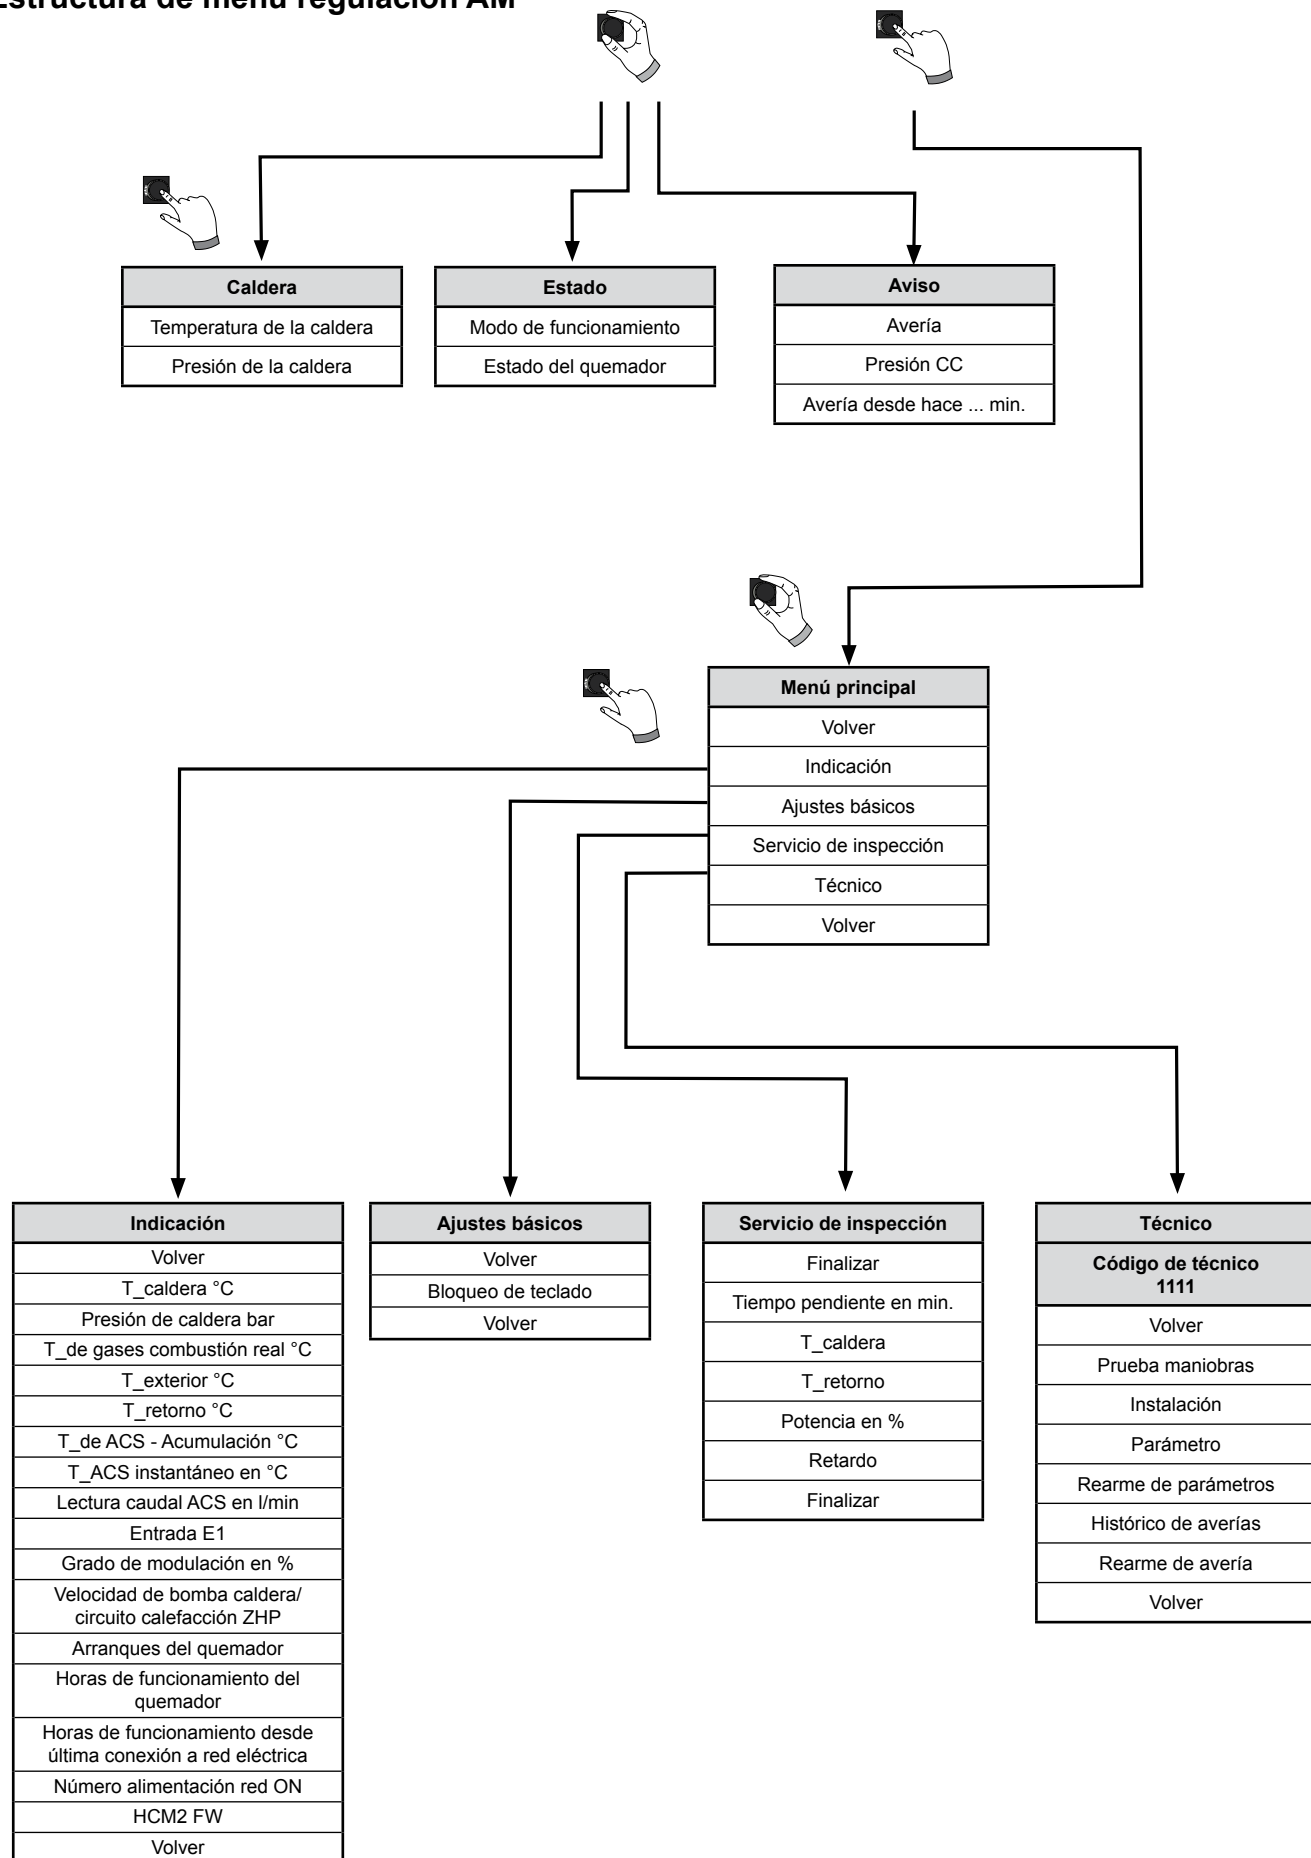 Estructura de menú regulación AM
Caldera
Temperatura de la caldera
Presión de la caldera
Estado
Modo de funcionamiento
Estado del quemador
Aviso
Avería
Presión CC
Avería desde hace ... min.
Menú principal
Volver
Indicación
Ajustes básicos
Servicio de inspección
Técnico
Volver
Indicación
Volver
T_caldera °C
Presión de caldera bar
T_de gases combustión real °C
T_exterior °C
T_retorno °C
T_de ACS - Acumulación °C
T_ACS instantáneo en °C
Lectura caudal ACS en l/min
Entrada E1
Grado de modulación en %
Velocidad de bomba caldera/
circuito calefacción ZHP
Arranques del quemador
Horas de funcionamiento del
quemador
Horas de funcionamiento desde
última conexión a red eléctrica
Número alimentación red ON
HCM2 FW
Volver
Ajustes básicos
Volver
Bloqueo de teclado
Volver
Servicio de inspección
Finalizar
Tiempo pendiente en min.
T_caldera
T_retorno
Potencia en %
Retardo
Finalizar
Técnico
Código de técnico
1111
Volver
Prueba maniobras
Instalación
Parámetro
Rearme de parámetros
Histórico de averías
Rearme de avería
Volver